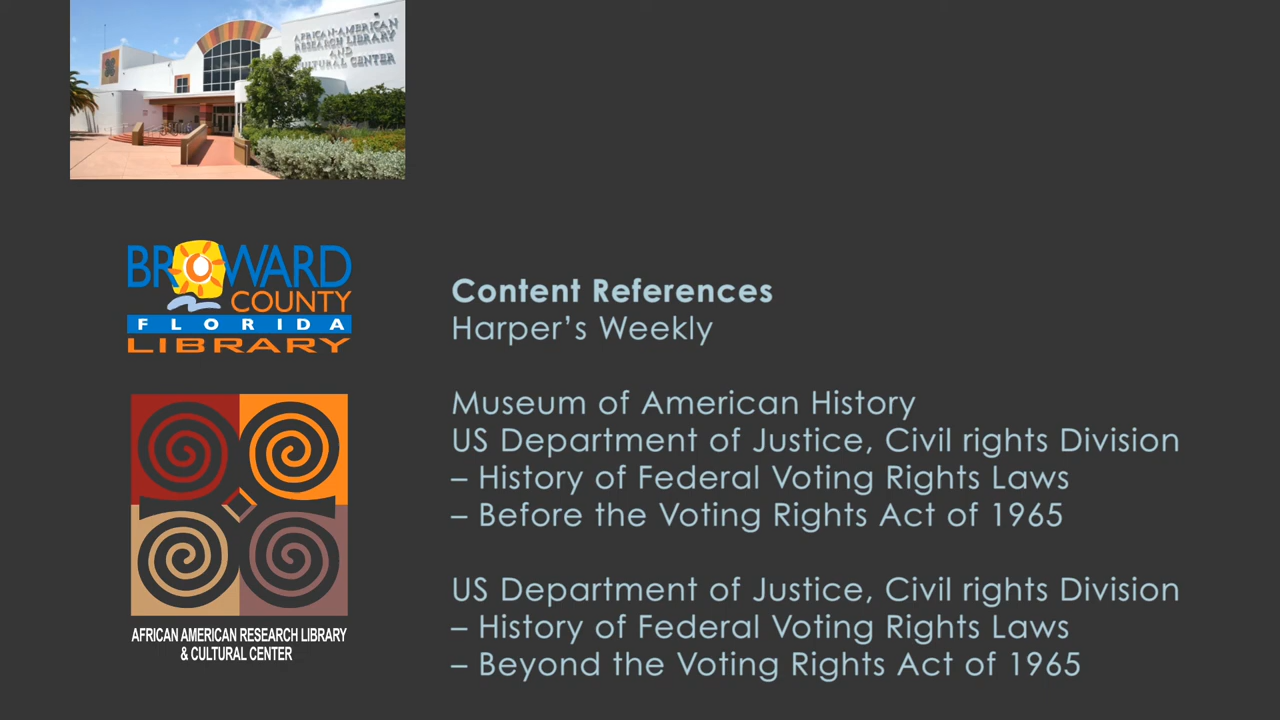 AFRICAN-AMERICAN
RESEARCH LIBRARY
AND
CULTURAL CENTER
BROWARD
COUNTY
FLORIDA
LIBRARY
AFRICAN AMERICAN RESEARCH LIBRARY
& CULTURAL CENTER
Content References
Harper’s Weekly
Museum of American History
US Department of Justice, Civil rights Division
– History of Federal Voting Rights Laws
– Before the Voting Rights Act of 1965
US Department of Justice, Civil rights Division
– History of Federal Voting Rights Laws
– Beyond the Voting Rights Act of 1965